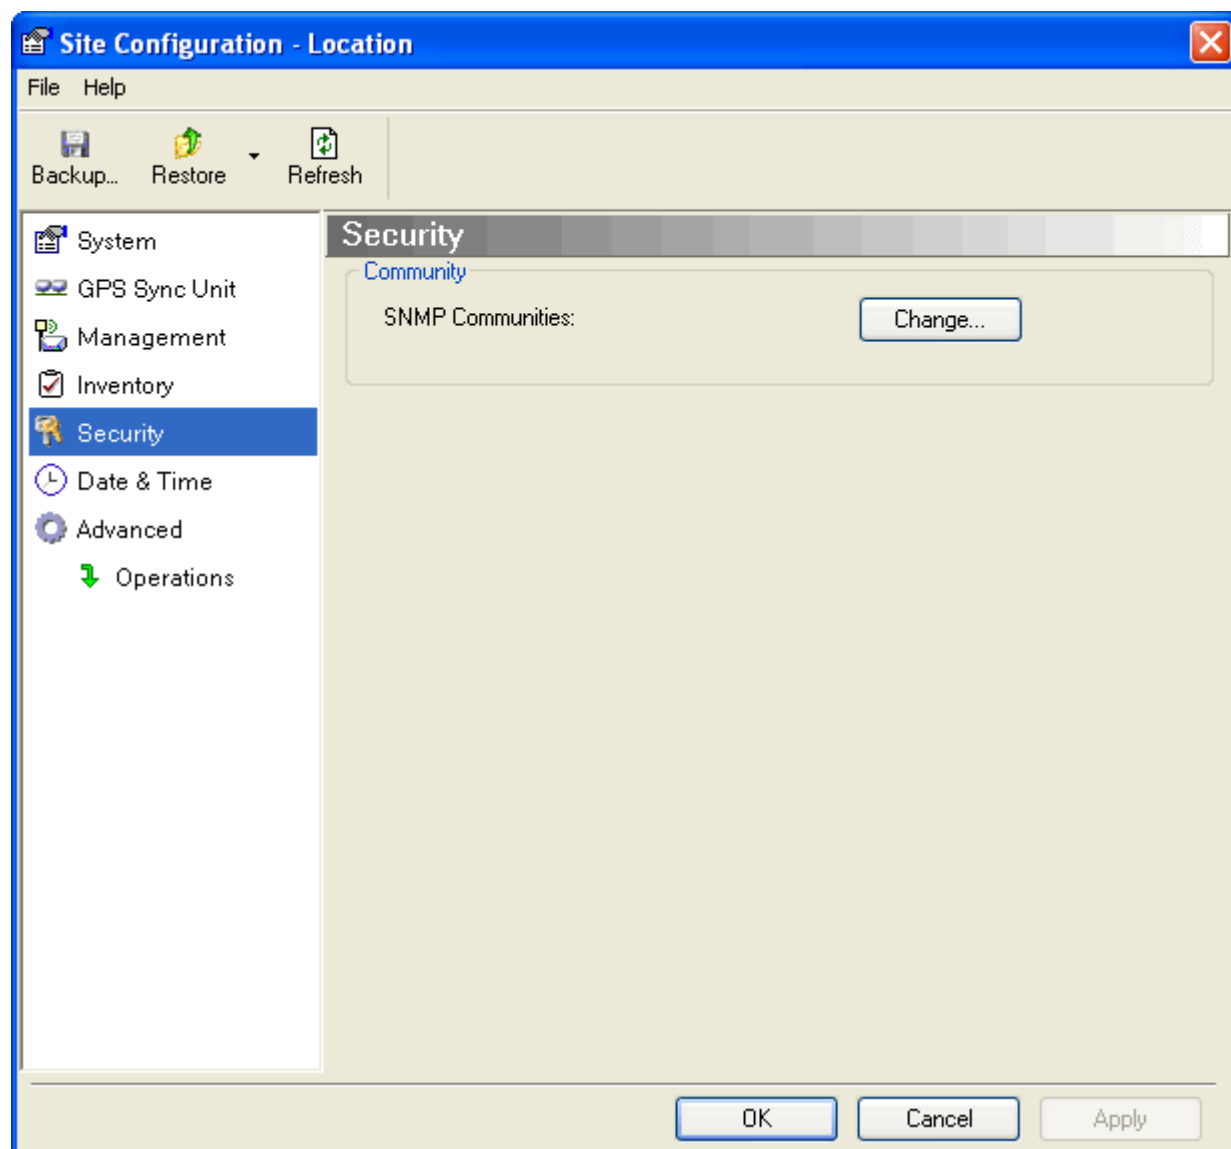 Site Configuration - Location
File Help
Backup... Restore Refresh
System
GPS Sync Unit
Management
Inventory
Security
Date & Time
Advanced
Operations
Security
Community
SNMP Communities: Change...
OK Cancel Apply